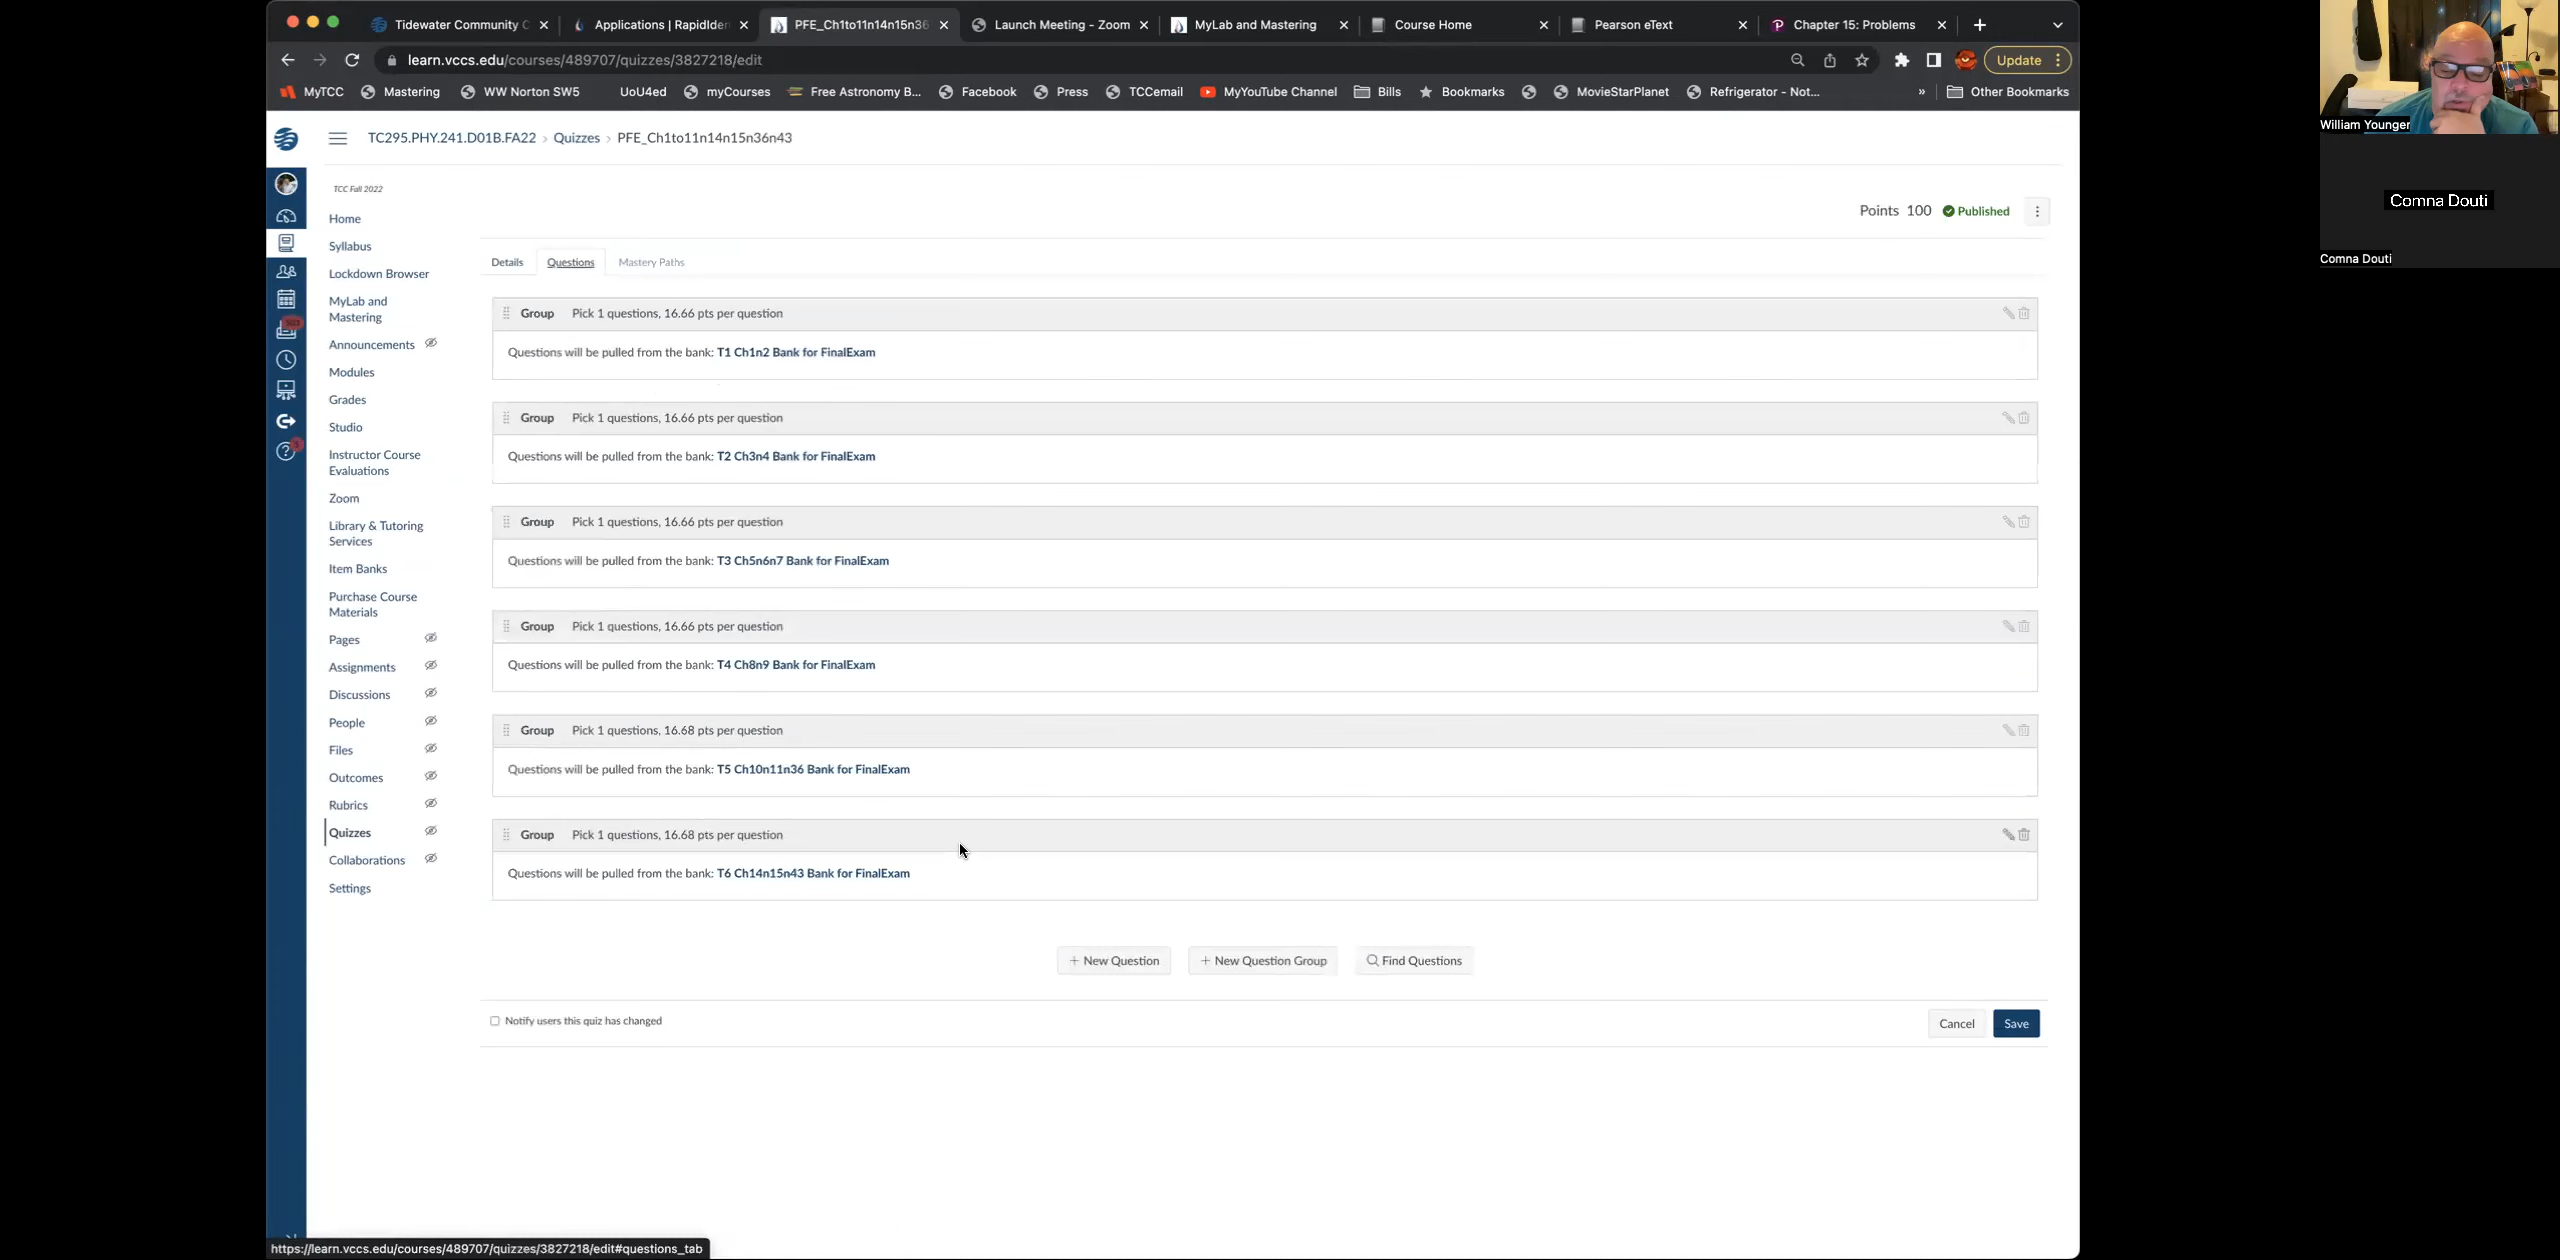 Tidewater Community C
Applications | RapidIden
PFE_Ch1to11n14n15n36
Launch Meeting - Zoom
MyLab and Mastering
Course Home
Pearson eText
Chapter 15: Problems
learn.vccs.edu/courses/489707/quizzes/3827218/edit
Update
MyTCC
Mastering
WW Norton SW5
UoU4ed
myCourses
Free Astronomy B...
Facebook
Press
TCCemail
MyYouTube Channel
Bills
Bookmarks
MovieStarPlanet
Refrigerator - Not...
»
Other Bookmarks
TC295.PHY.241.D01B.FA22 › Quizzes › PFE_Ch1to11n14n15n36n43
TCC Fall 2022
Home
Syllabus
Lockdown Browser
MyLab and
Mastering
Announcements
Modules
Grades
Studio
Instructor Course
Evaluations
Zoom
Library & Tutoring
Services
Item Banks
Purchase Course
Materials
Pages
Assignments
Discussions
People
Files
Outcomes
Rubrics
Quizzes
Collaborations
Settings
Points 100 Published
Details Questions Mastery Paths
Group Pick 1 questions, 16.66 pts per question
Questions will be pulled from the bank: T1 Ch1n2 Bank for FinalExam
Group Pick 1 questions, 16.66 pts per question
Questions will be pulled from the bank: T2 Ch3n4 Bank for FinalExam
Group Pick 1 questions, 16.66 pts per question
Questions will be pulled from the bank: T3 Ch5n6n7 Bank for FinalExam
Group Pick 1 questions, 16.66 pts per question
Questions will be pulled from the bank: T4 Ch8n9 Bank for FinalExam
Group Pick 1 questions, 16.68 pts per question
Questions will be pulled from the bank: T5 Ch10n11n36 Bank for FinalExam
Group Pick 1 questions, 16.68 pts per question
Questions will be pulled from the bank: T6 Ch14n15n43 Bank for FinalExam
+ New Question + New Question Group Find Questions
Notify users this quiz has changed
Cancel Save
https://learn.vccs.edu/courses/489707/quizzes/3827218/edit#questions_tab
William Younger
Comna Douti
Comna Douti